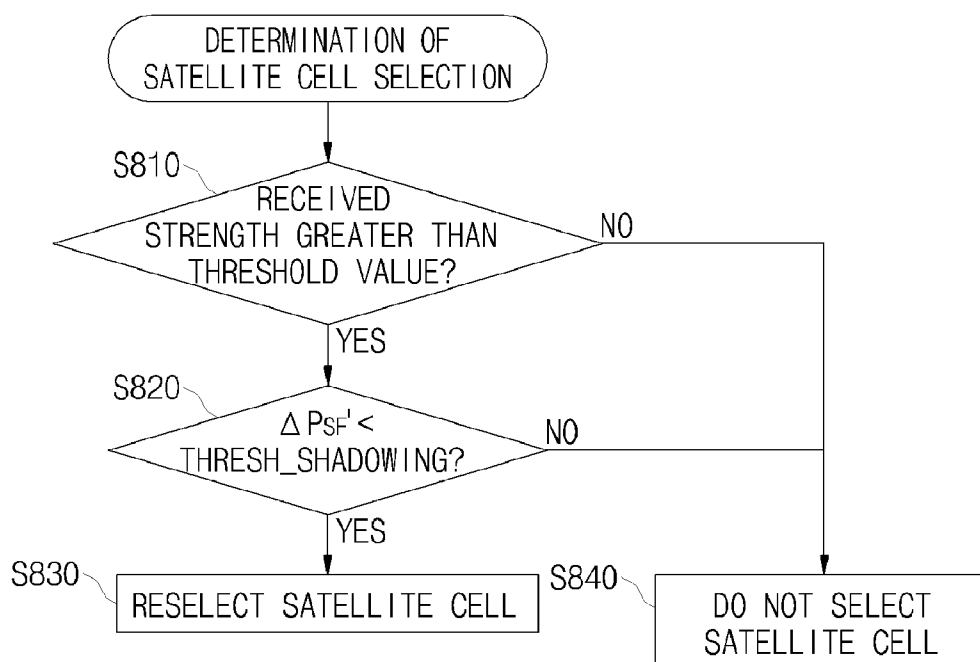 DETERMINATION OF
SATELLITE CELL SELECTION
S810
RECEIVED
STRENGTH GREATER THAN
THRESHOLD VALUE?
NO
YES
S820
Δ PSF' <
THRESH_SHADOWING?
NO
YES
S830
RESELECT SATELLITE CELL
S840
DO NOT SELECT
SATELLITE CELL